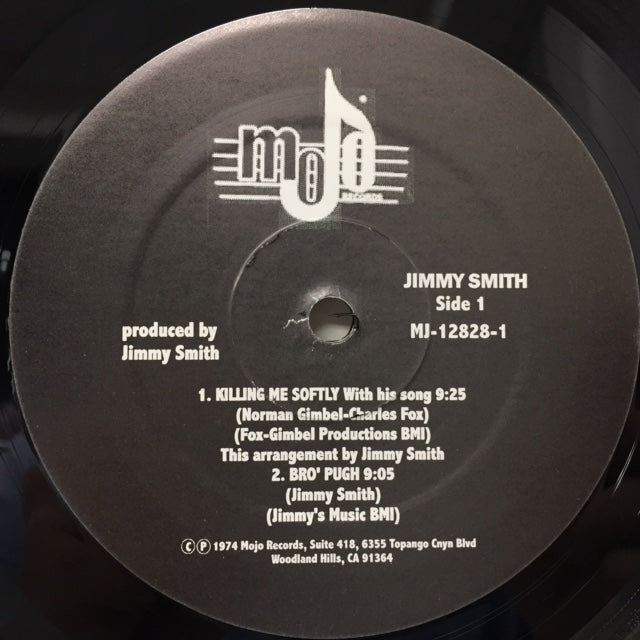 mojo
RECORDS
JIMMY SMITH
Side 1
MJ-12828-1
produced by
Jimmy Smith
1. KILLING ME SOFTLY With his song 9:25
(Norman Gimbel-Charles Fox)
(Fox-Gimbel Productions BMI)
This arrangement by Jimmy Smith
2. BRO' PUGH 9:05
(Jimmy Smith)
(Jimmy's Music BMI)
Ⓒ Ⓟ 1974 Mojo Records, Suite 418, 6355 Topango Cnyn Blvd
Woodland Hills, CA 91364